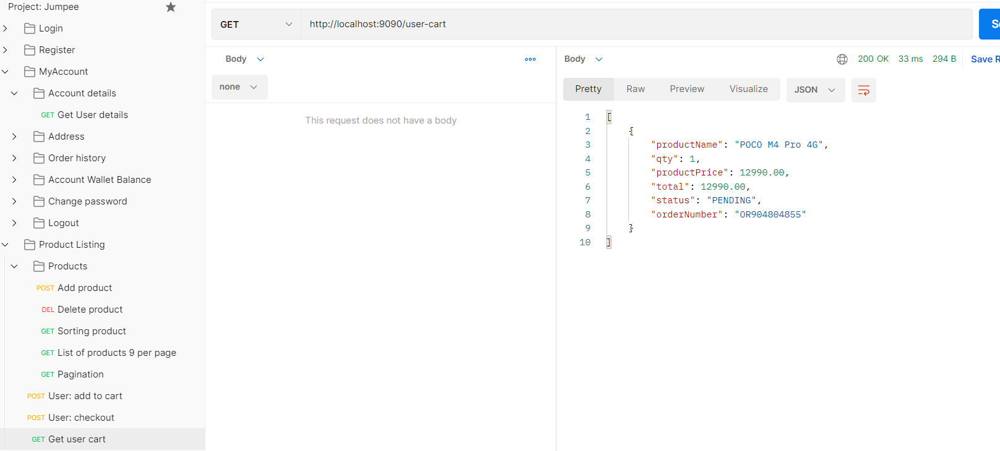 Project: Jumpee
Login
Register
MyAccount
Account details
GET Get User details
Address
Order history
Account Wallet Balance
Change password
Logout
Product Listing
Products
POST Add product
DEL Delete product
GET Sorting product
GET List of products 9 per page
GET Pagination
POST User: add to cart
POST User: checkout
GET Get user cart
GET http://localhost:9090/user-cart
Body
none
This request does not have a body
Body 200 OK 33 ms 294 B Save R
Pretty Raw Preview Visualize JSON
1 [
2 {
3 "productName": "POCO M4 Pro 4G",
4 "qty": 1,
5 "productPrice": 12990.00,
6 "total": 12990.00,
7 "status": "PENDING",
8 "orderNumber": "OR904804855"
9 }
10 ]